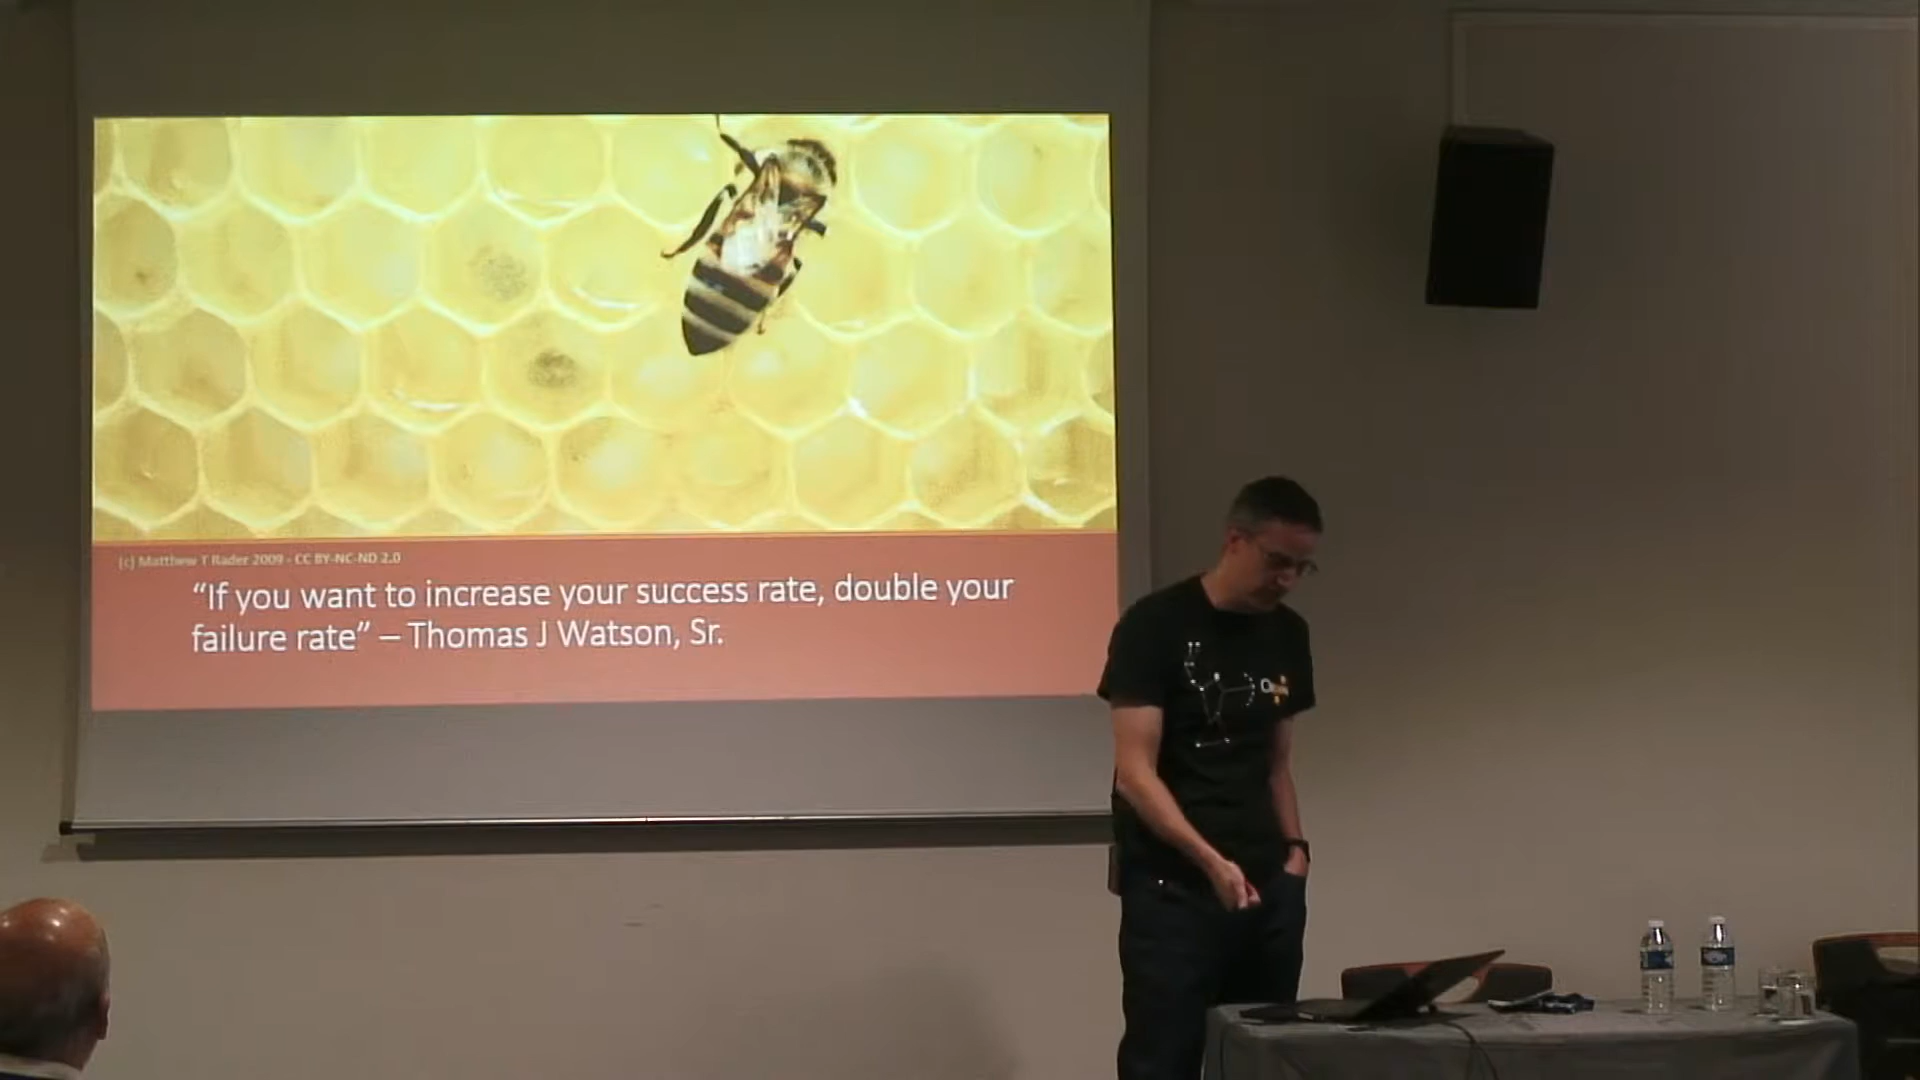 (c) Matthew T Rader 2009 - CC BY-NC-ND 2.0
“If you want to increase your success rate, double your
failure rate” – Thomas J Watson, Sr.